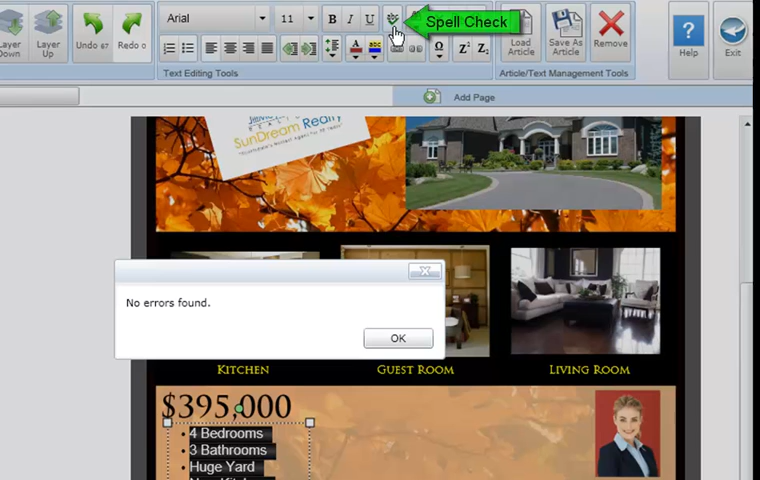 Layer
Down
Layer
Up
Undo 67
Redo 0
Arial
11
B I U
Spell Check
Load
Article
Save As
Article
Remove
Help
Exit
Text Editing Tools
Article/Text Management Tools
Add Page
SunDream Realty
No errors found.
OK
KITCHEN
GUEST ROOM
LIVING ROOM
$395,000
• 4 Bedrooms
• 3 Bathrooms
• Huge Yard